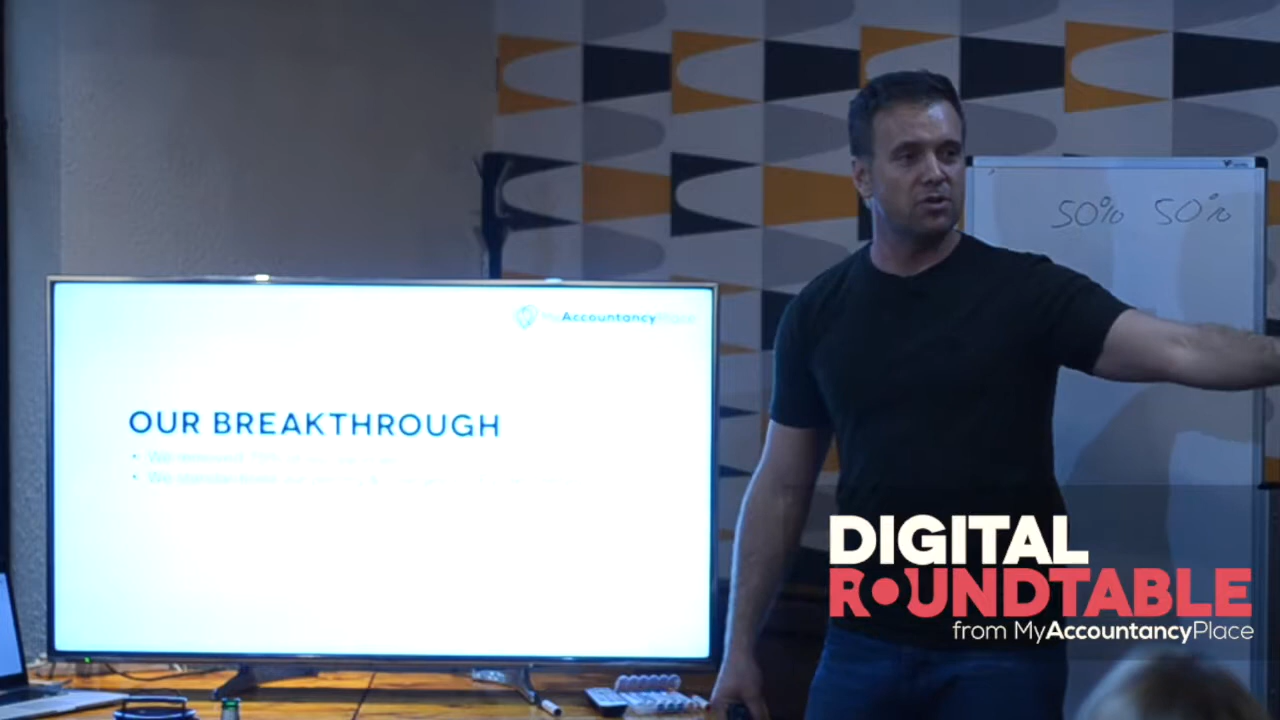 MyAccountancyPlace
OUR BREAKTHROUGH
50% 50%
DIGITAL
ROUNDTABLE
from MyAccountancyPlace